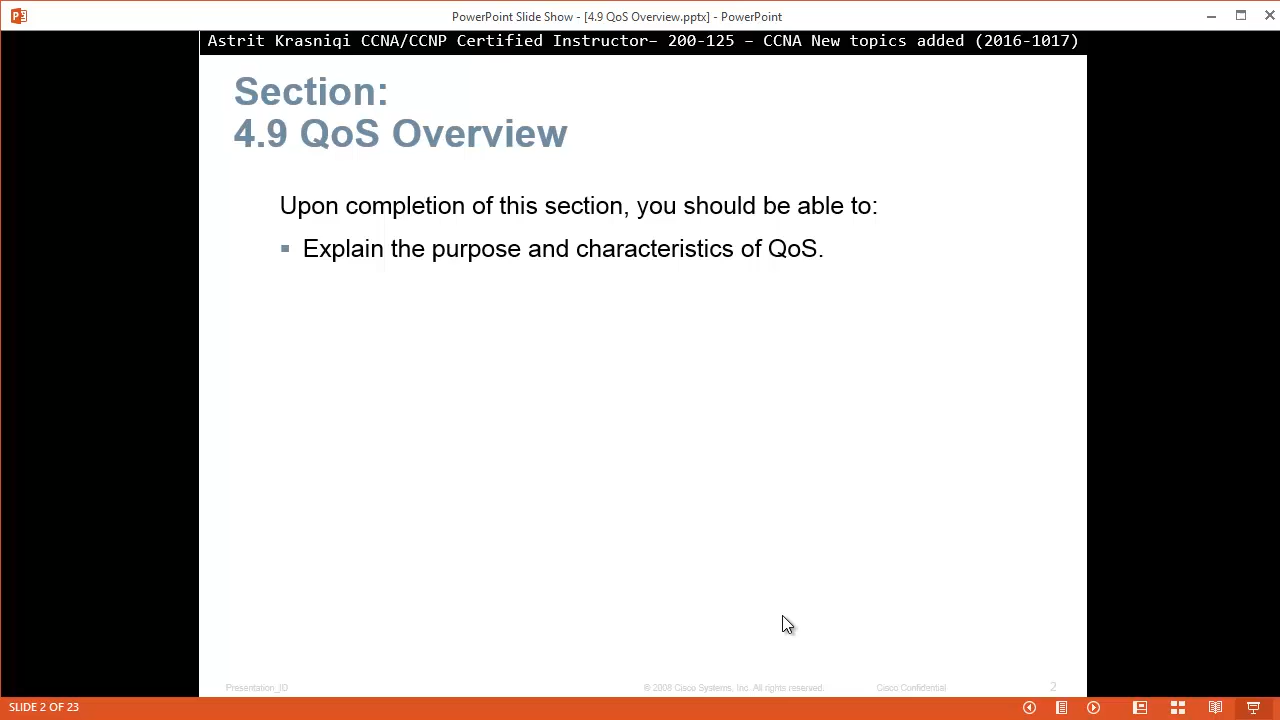 PowerPoint Slide Show - [4.9 QoS Overview.pptx] - PowerPoint
Astrit Krasniqi CCNA/CCNP Certified Instructor– 200-125 – CCNA New topics added (2016-1017)
Section:
4.9 QoS Overview
Upon completion of this section, you should be able to:
▪ Explain the purpose and characteristics of QoS.
Presentation_ID
© 2008 Cisco Systems, Inc. All rights reserved.
Cisco Confidential
2
SLIDE 2 OF 23